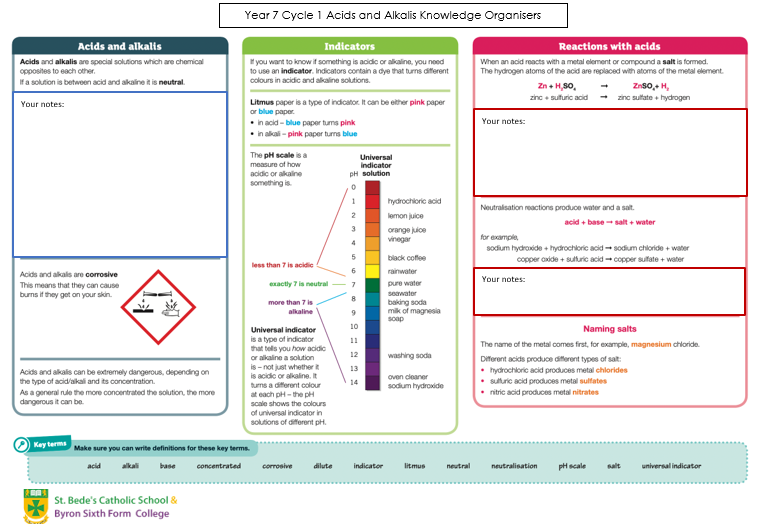 Year 7 Cycle 1 Acids and Alkalis Knowledge Organisers
Acids and alkalis
Acids and alkalis are special solutions which are chemical
opposites to each other.
If a solution is between acid and alkaline it is neutral.
Your notes:
Acids and alkalis are corrosive
This means that they can cause
burns if they get on your skin.
Acids and alkalis can be extremely dangerous, depending on
the type of acid/alkali and its concentration.
As a general rule the more concentrated the solution, the more
dangerous it can be.
Indicators
If you want to know if something is acidic or alkaline, you need
to use an indicator. Indicators contain a dye that turns different
colours in acidic and alkaline solutions.
Litmus paper is a type of indicator. It can be either pink paper
or blue paper.
• in acid – blue paper turns pink
• in alkali – pink paper turns blue
The pH scale is a
measure of how
acidic or alkaline
something is.
Universal
indicator
pH solution
0
1 hydrochloric acid
2 lemon juice
3 orange juice
vinegar
4
5 black coffee
less than 7 is acidic
6 rainwater
exactly 7 is neutral
7 pure water
seawater
more than 7 is
alkaline
8 baking soda
9 milk of magnesia
soap
10
11
12 washing soda
13
oven cleaner
14 sodium hydroxide
Universal indicator
is a type of indicator
that tells you how acidic
or alkaline a solution
is – not just whether it
is acidic or alkaline. It
turns a different colour
at each pH – the pH
scale shows the colours
of universal indicator in
solutions of different pH.
Reactions with acids
When an acid reacts with a metal element or compound a salt is formed.
The hydrogen atoms of the acid are replaced with atoms of the metal element.
Zn + H₂SO₄ → ZnSO₄+ H₂
zinc + sulfuric acid → zinc sulfate + hydrogen
Your notes:
Neutralisation reactions produce water and a salt.
acid + base → salt + water
for example,
sodium hydroxide + hydrochloric acid → sodium chloride + water
copper oxide + sulfuric acid → copper sulfate + water
Your notes:
Naming salts
The name of the metal comes first, for example, magnesium chloride.
Different acids produce different types of salt:
• hydrochloric acid produces metal chlorides
• sulfuric acid produces metal sulfates
• nitric acid produces metal nitrates
Key terms
Make sure you can write definitions for these key terms.
acid alkali base concentrated corrosive dilute indicator litmus neutral neutralisation pH scale salt universal indicator
St. Bede's Catholic School &
Byron Sixth Form College